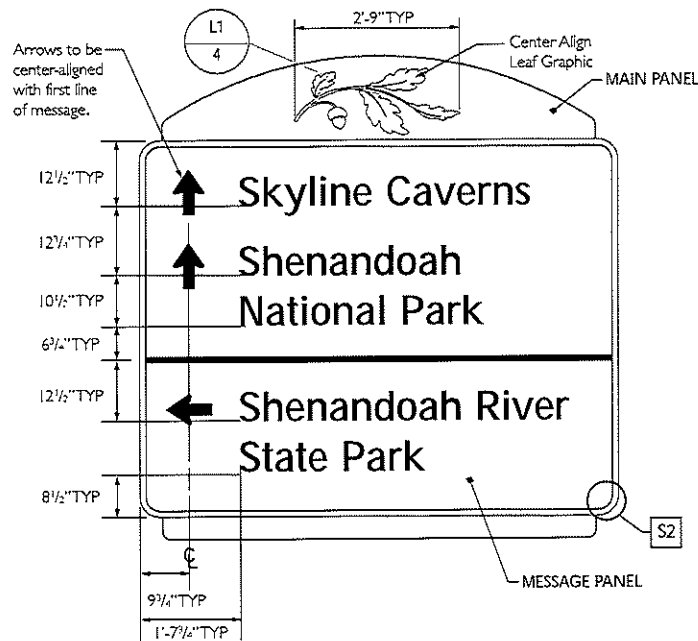 2'-9"TYP
L1
4
Arrows to be
center-aligned
with first line
of message.
Center Align
Leaf Graphic
MAIN PANEL
12½"TYP
Skyline Caverns
12¾"TYP
Shenandoah
10½"TYP
National Park
6¾"TYP
12½"TYP
Shenandoah River
State Park
8½"TYP
S2
℄
MESSAGE PANEL
9¾"TYP
1'-7¾"TYP